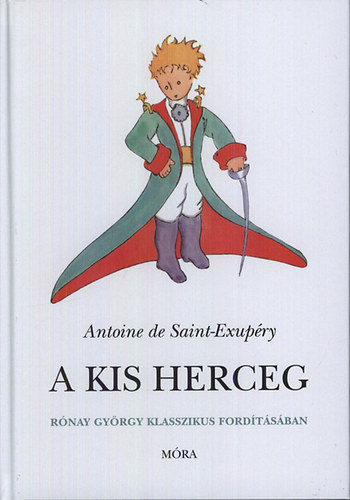 Antoine de Saint-Exupéry
A KIS HERCEG
RÓNAY GYÖRGY KLASSZIKUS FORDÍTÁSÁBAN
MÓRA